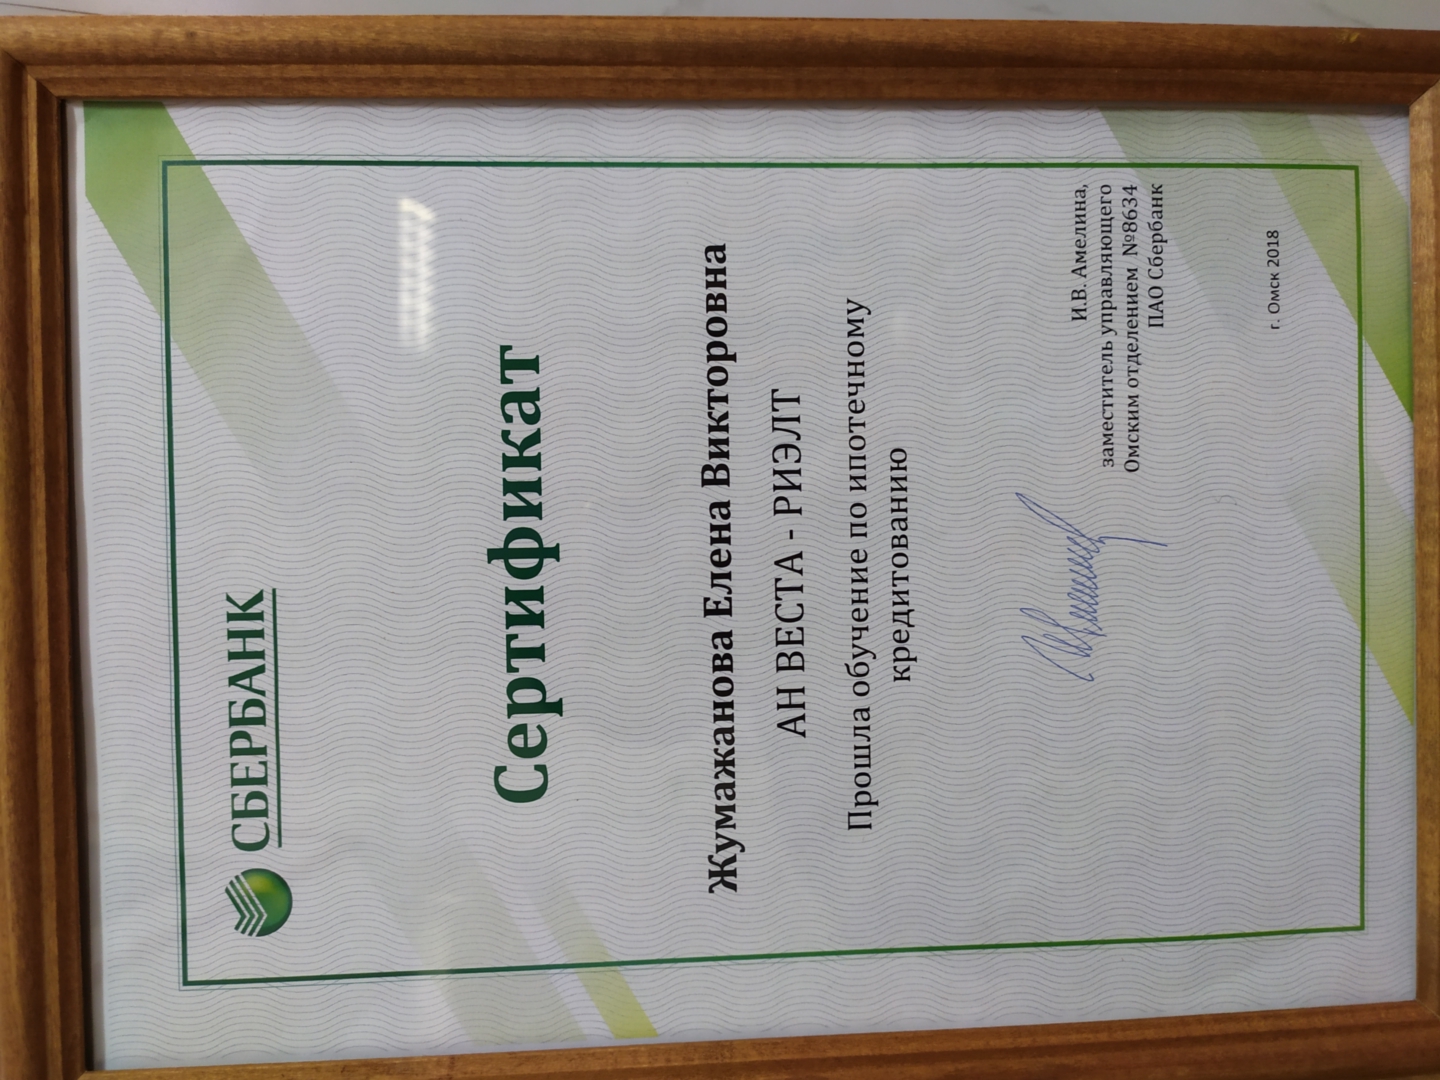 СБЕРБАНК
Сертификат
Жумажанова Елена Викторовна
АН ВЕСТА - РИЭЛТ
Прошла обучение по ипотечному
кредитованию
И.В. Амелина,
заместитель управляющего
Омским отделением №8634
ПАО Сбербанк
г. Омск 2018